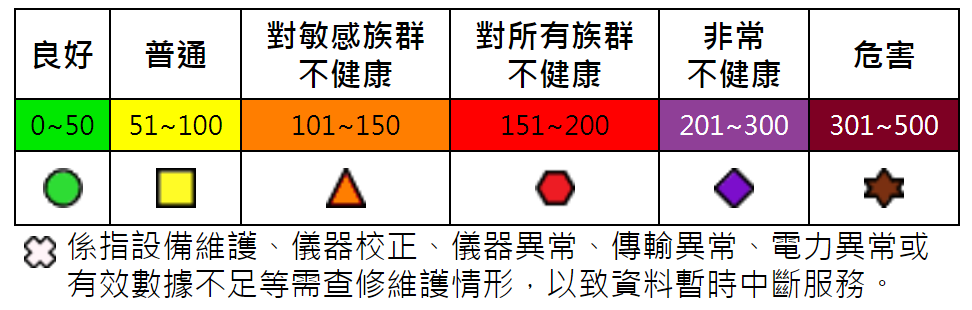 良好
普通
對敏感族群
不健康
對所有族群
不健康
非常
不健康
危害
0~50
51~100
101~150
151~200
201~300
301~500
係指設備維護、儀器校正、儀器異常、傳輸異常、電力異常或
有效數據不足等需查修維護情形，以致資料暫時中斷服務。